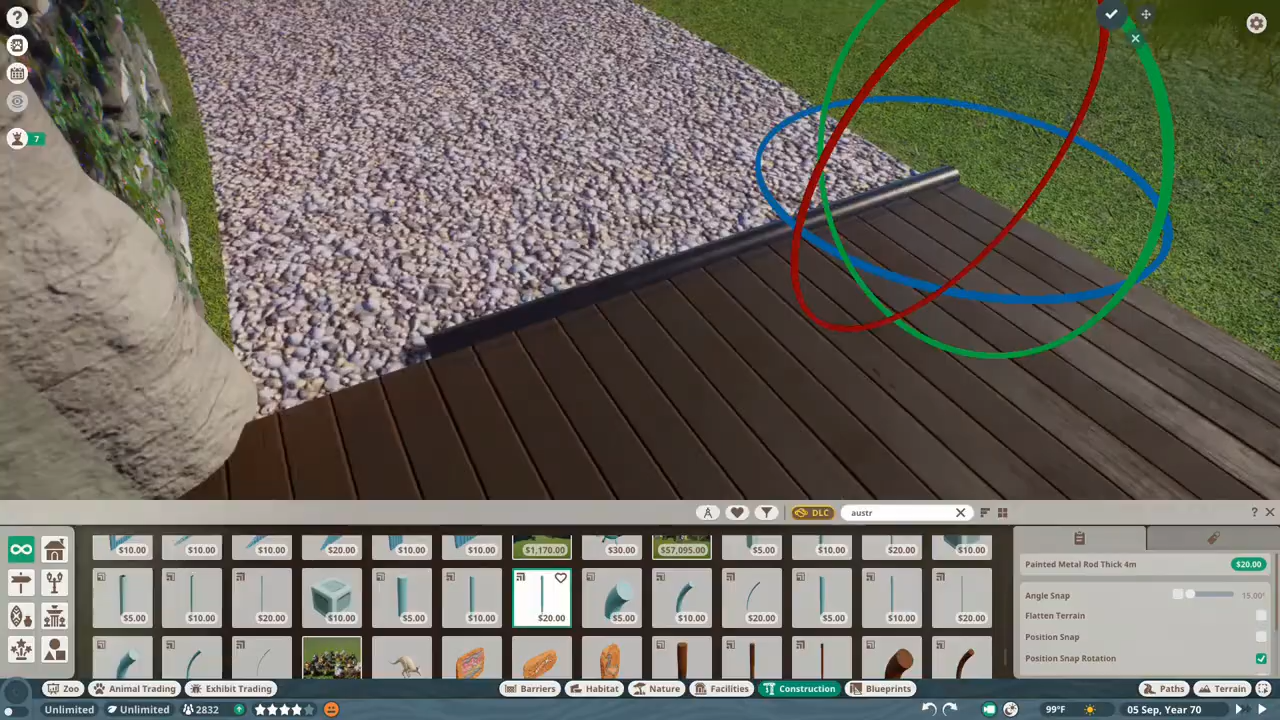 7
DLC
austr
?
$10.00 $10.00 $10.00 $20.00 $10.00 $10.00 $1,170.00 $30.00 $57,095.00 $5.00 $10.00 $20.00 $10.00
$5.00 $10.00 $20.00 $10.00 $5.00 $10.00 $20.00 $5.00 $10.00 $20.00 $5.00 $10.00 $20.00
Painted Metal Rod Thick 4m $20.00
Angle Snap 15.00°
Flatten Terrain
Position Snap
Position Snap Rotation
Zoo Animal Trading Exhibit Trading Barriers Habitat Nature Facilities Construction Blueprints Paths Terrain
Unlimited Unlimited 2832 99°F 05 Sep, Year 70